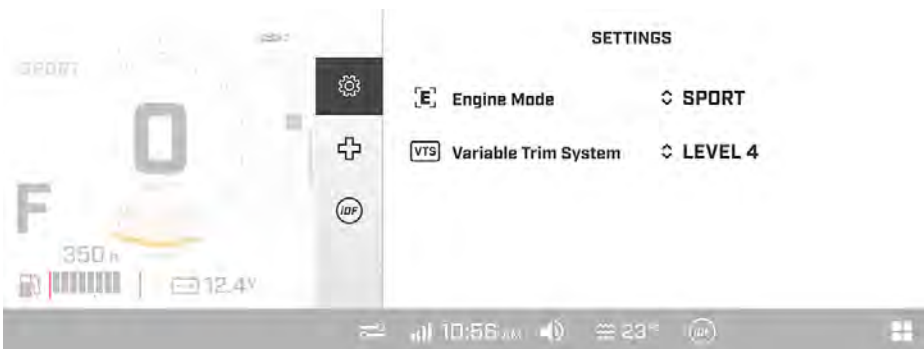 SETTINGS
SPORT
[E] Engine Mode SPORT
0
VTS Variable Trim System LEVEL 4
F
iDF
350
12.4V
10:56 AM 23° iDF